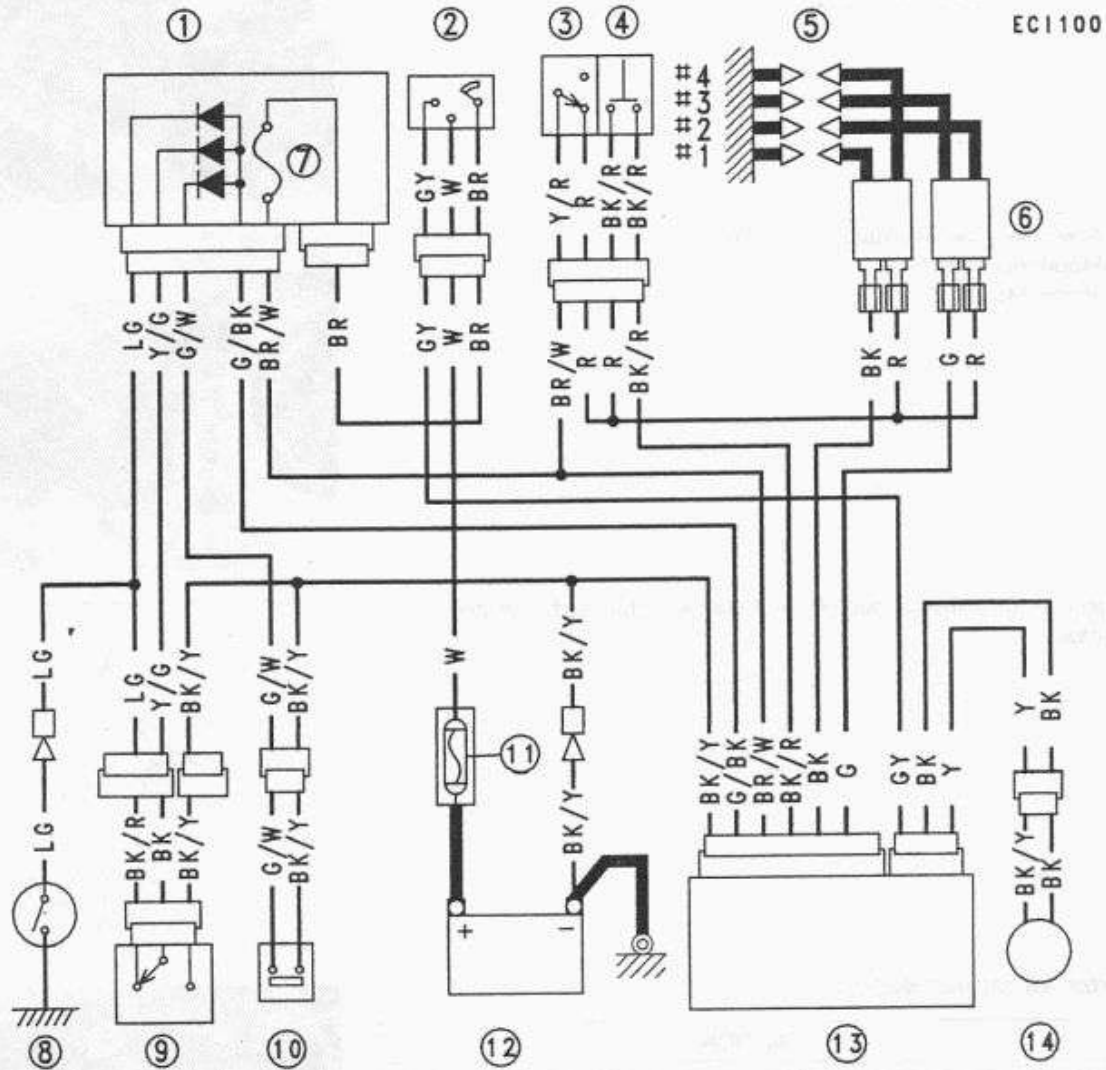 ① ② ③ ④ ⑤ ECI100
#4
#3
#2
#1
⑦
⑥
GY W BR
Y/R R BK/R BK/R
LG Y/G G/W G/BK BR/W BR
GY W BR
BR/W R R BK/R
BK R G R
LG
LG Y/G BK/Y
G/W BK/Y
W
BK/Y
⑪
BK/Y G/BK BR/W BK/R BK G GY BK Y
Y BK
LG
BK/R BK BK/Y
G/W BK/Y
BK/Y
BK/Y BK
+ −
⑧ ⑨ ⑩ ⑫ ⑬ ⑭